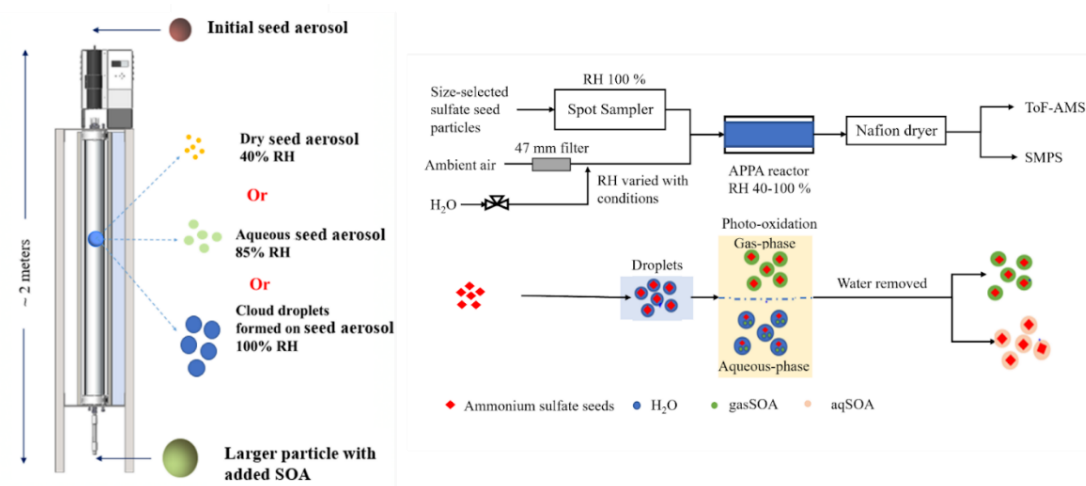 Initial seed aerosol
~ 2 meters
Dry seed aerosol
40% RH
Or
Aqueous seed aerosol
85% RH
Or
Cloud droplets
formed on seed aerosol
100% RH
Larger particle with
added SOA
RH 100 %
Size-selected
sulfate seed
particles
Spot Sampler
47 mm filter
Ambient air
H₂O
RH varied with
conditions
APPA reactor
RH 40-100 %
Nafion dryer
ToF-AMS
SMPS
Photo-oxidation
Gas-phase
Droplets
Water removed
Aqueous-phase
Ammonium sulfate seeds
H₂O
gasSOA
aqSOA